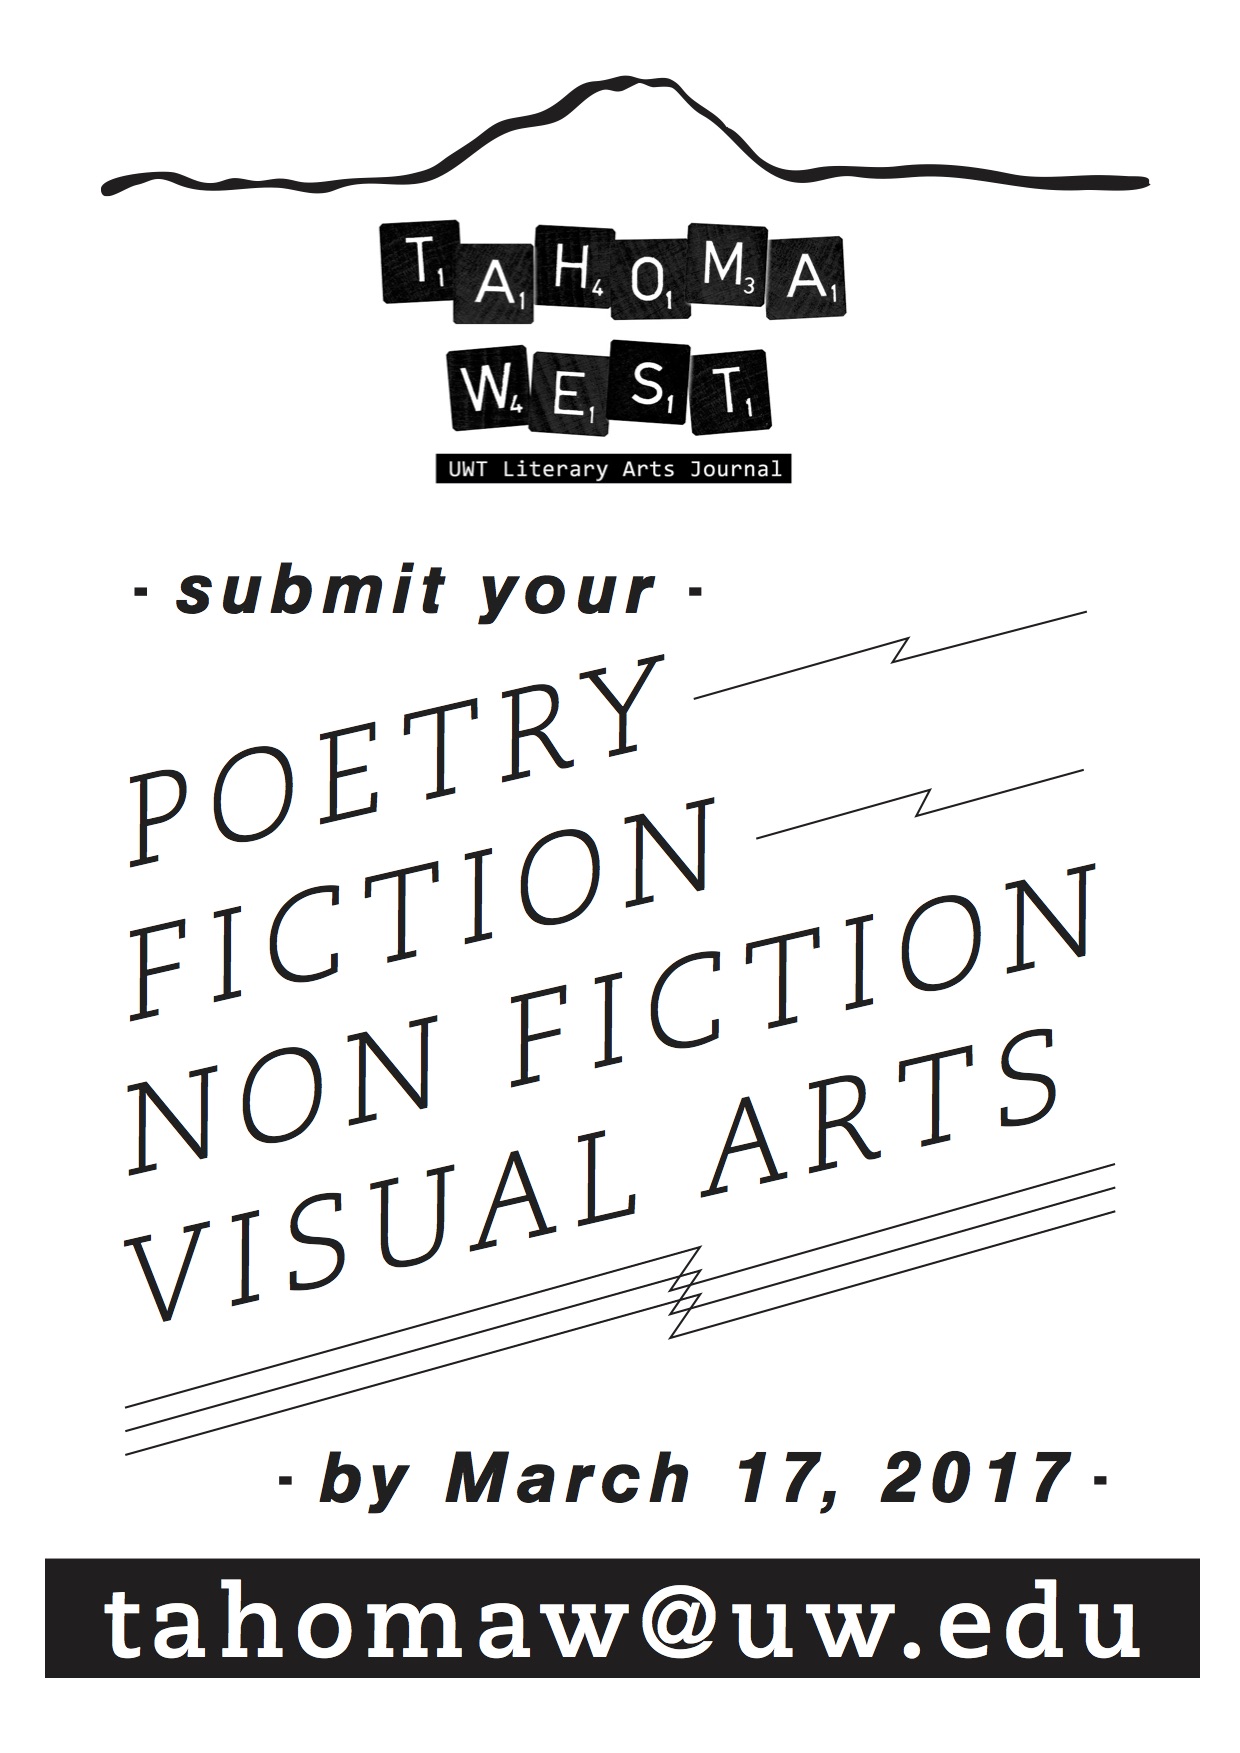 TAHOMA
WEST
UWT Literary Arts Journal
- submit your -
POETRY
FICTION
NON FICTION
VISUAL ARTS
- by March 17, 2017 -
tahomaw@uw.edu